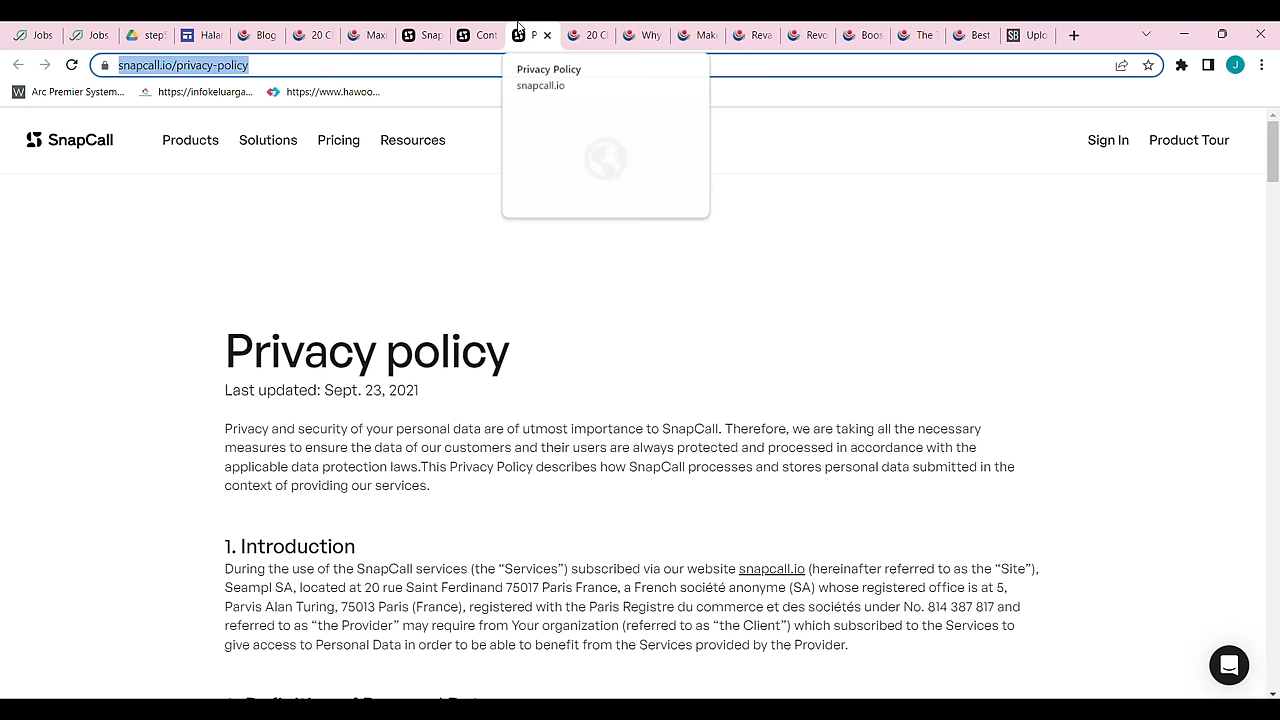 Jobs Jobs step Hala Blog 20 C Maxi Snap Cont P 20 C Why Mak Reva Revo Boos The Best SB Uplo
snapcall.io/privacy-policy
J
Privacy Policy
snapcall.io
W Arc Premier System... https://infokeluarga... https://www.hawoo...
SnapCall Products Solutions Pricing Resources Sign In Product Tour
Privacy policy
Last updated: Sept. 23, 2021
Privacy and security of your personal data are of utmost importance to SnapCall. Therefore, we are taking all the necessary
measures to ensure the data of our customers and their users are always protected and processed in accordance with the
applicable data protection laws.This Privacy Policy describes how SnapCall processes and stores personal data submitted in the
context of providing our services.
1. Introduction
During the use of the SnapCall services (the “Services”) subscribed via our website snapcall.io (hereinafter referred to as the “Site”),
Seampl SA, located at 20 rue Saint Ferdinand 75017 Paris France, a French société anonyme (SA) whose registered office is at 5,
Parvis Alan Turing, 75013 Paris (France), registered with the Paris Registre du commerce et des sociétés under No. 814 387 817 and
referred to as “the Provider” may require from Your organization (referred to as “the Client”) which subscribed to the Services to
give access to Personal Data in order to be able to benefit from the Services provided by the Provider.